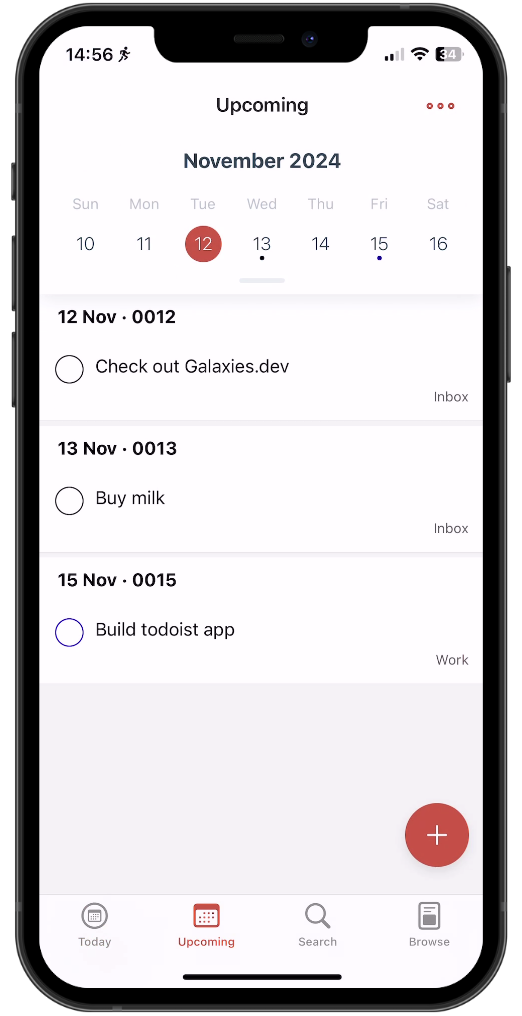 14:56
34
Upcoming
November 2024
Sun Mon Tue Wed Thu Fri Sat
10 11 12 13 14 15 16
12 Nov · 0012
Check out Galaxies.dev
Inbox
13 Nov · 0013
Buy milk
Inbox
15 Nov · 0015
Build todoist app
Work
Today Upcoming Search Browse